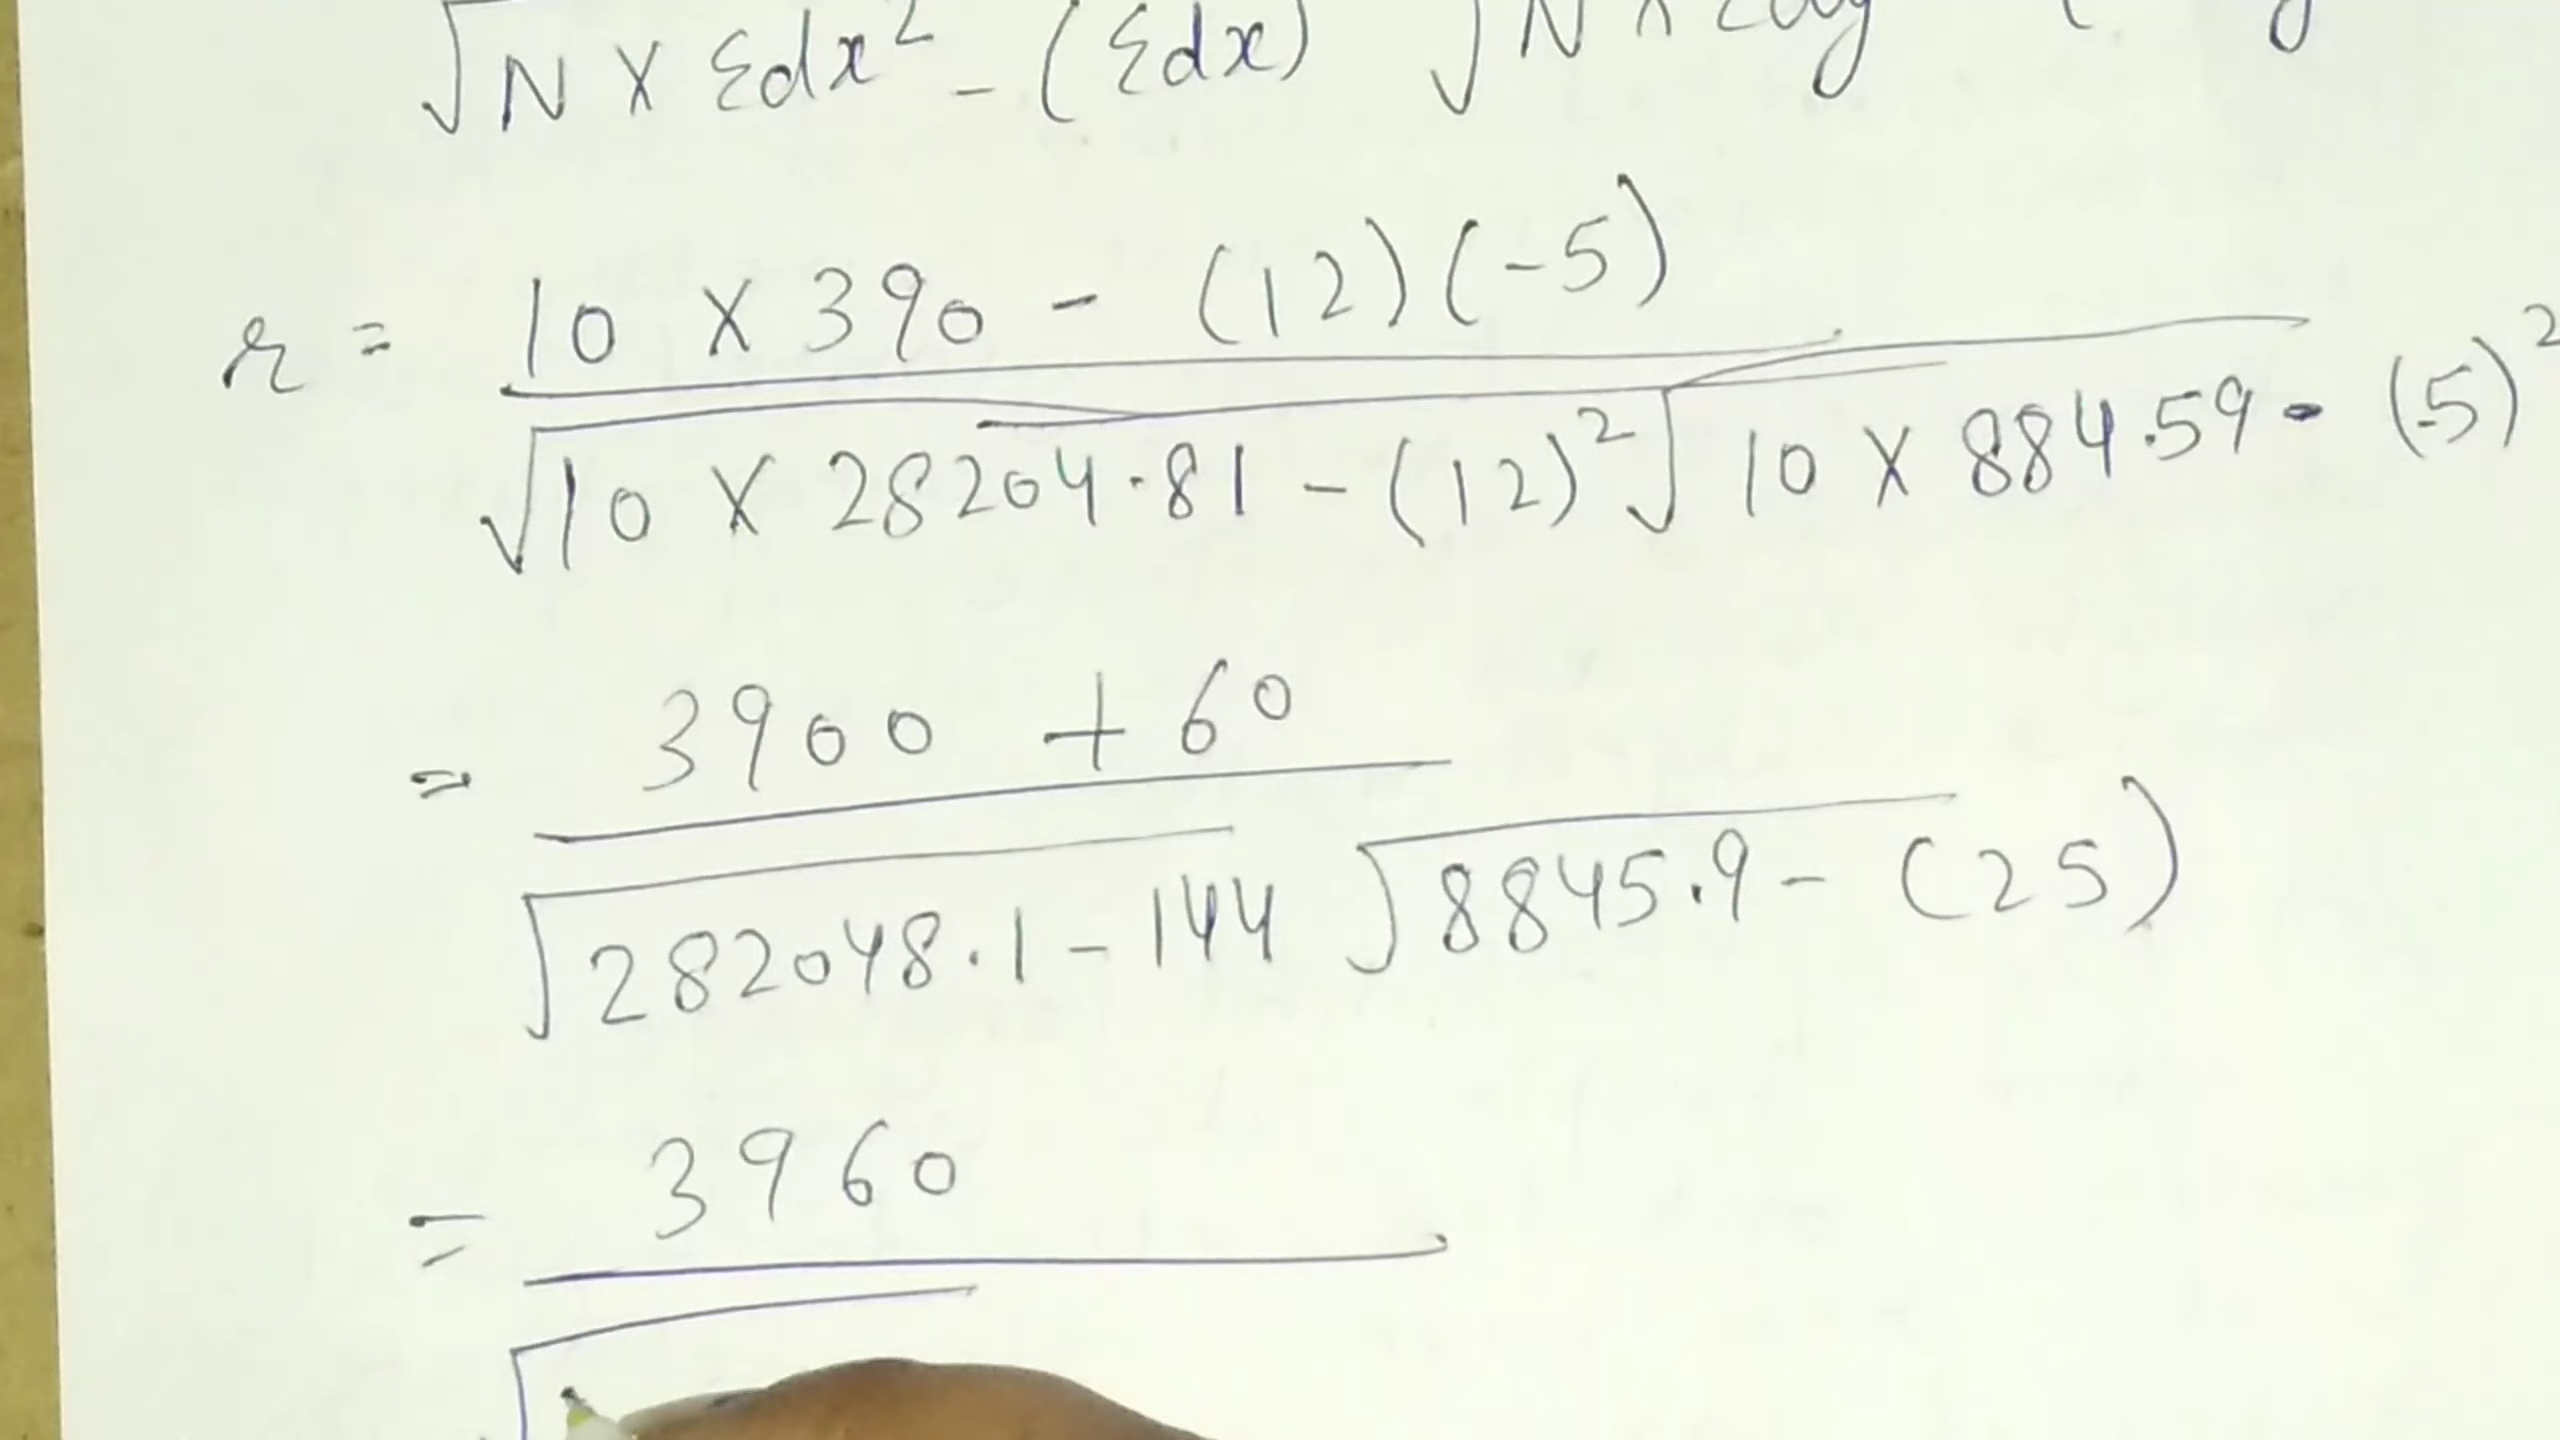 √N X Σdx² - (Σdx) √N X
r = 10 X 390 - (12)(-5)
√10 X 28204.81 - (12)² √10 X 884.59 - (-5)²
= 3900 + 60
√282048.1 - 144 √8845.9 - (25)
= 3960
√